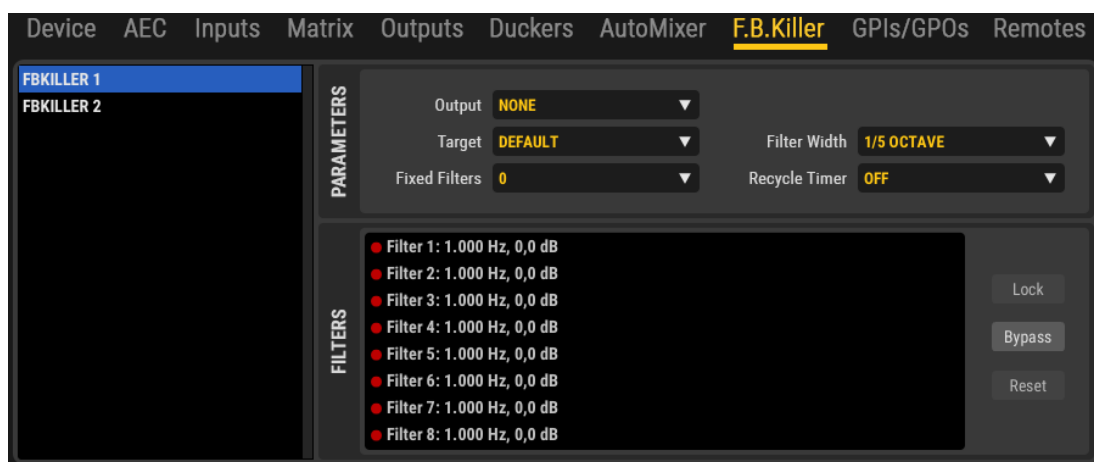 Device AEC Inputs Matrix Outputs Duckers AutoMixer F.B.Killer GPIs/GPOs Remotes
FBKILLER 1
FBKILLER 2
PARAMETERS
Output NONE
Target DEFAULT Filter Width 1/5 OCTAVE
Fixed Filters 0 Recycle Timer OFF
FILTERS
Filter 1: 1.000 Hz, 0,0 dB
Filter 2: 1.000 Hz, 0,0 dB
Filter 3: 1.000 Hz, 0,0 dB
Filter 4: 1.000 Hz, 0,0 dB
Filter 5: 1.000 Hz, 0,0 dB
Filter 6: 1.000 Hz, 0,0 dB
Filter 7: 1.000 Hz, 0,0 dB
Filter 8: 1.000 Hz, 0,0 dB
Lock
Bypass
Reset